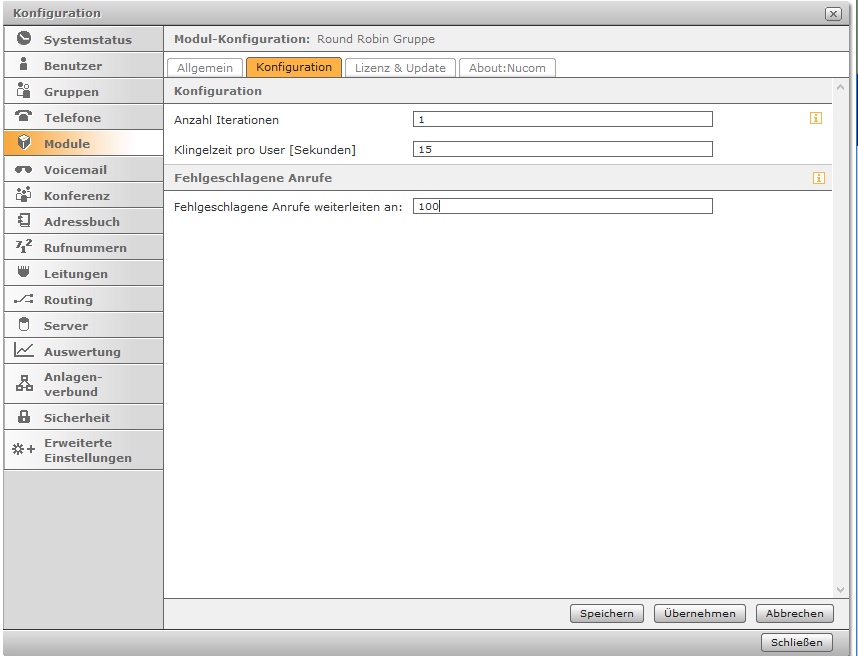 Konfiguration
Systemstatus
Benutzer
Gruppen
Telefone
Module
Voicemail
Konferenz
Adressbuch
Rufnummern
Leitungen
Routing
Server
Auswertung
Anlagen-
verbund
Sicherheit
Erweiterte
Einstellungen
Modul-Konfiguration: Round Robin Gruppe
Allgemein Konfiguration Lizenz & Update About:Nucom
Konfiguration
Anzahl Iterationen 1
Klingelzeit pro User [Sekunden] 15
Fehlgeschlagene Anrufe
Fehlgeschlagene Anrufe weiterleiten an: 100
Speichern Übernehmen Abbrechen
Schließen